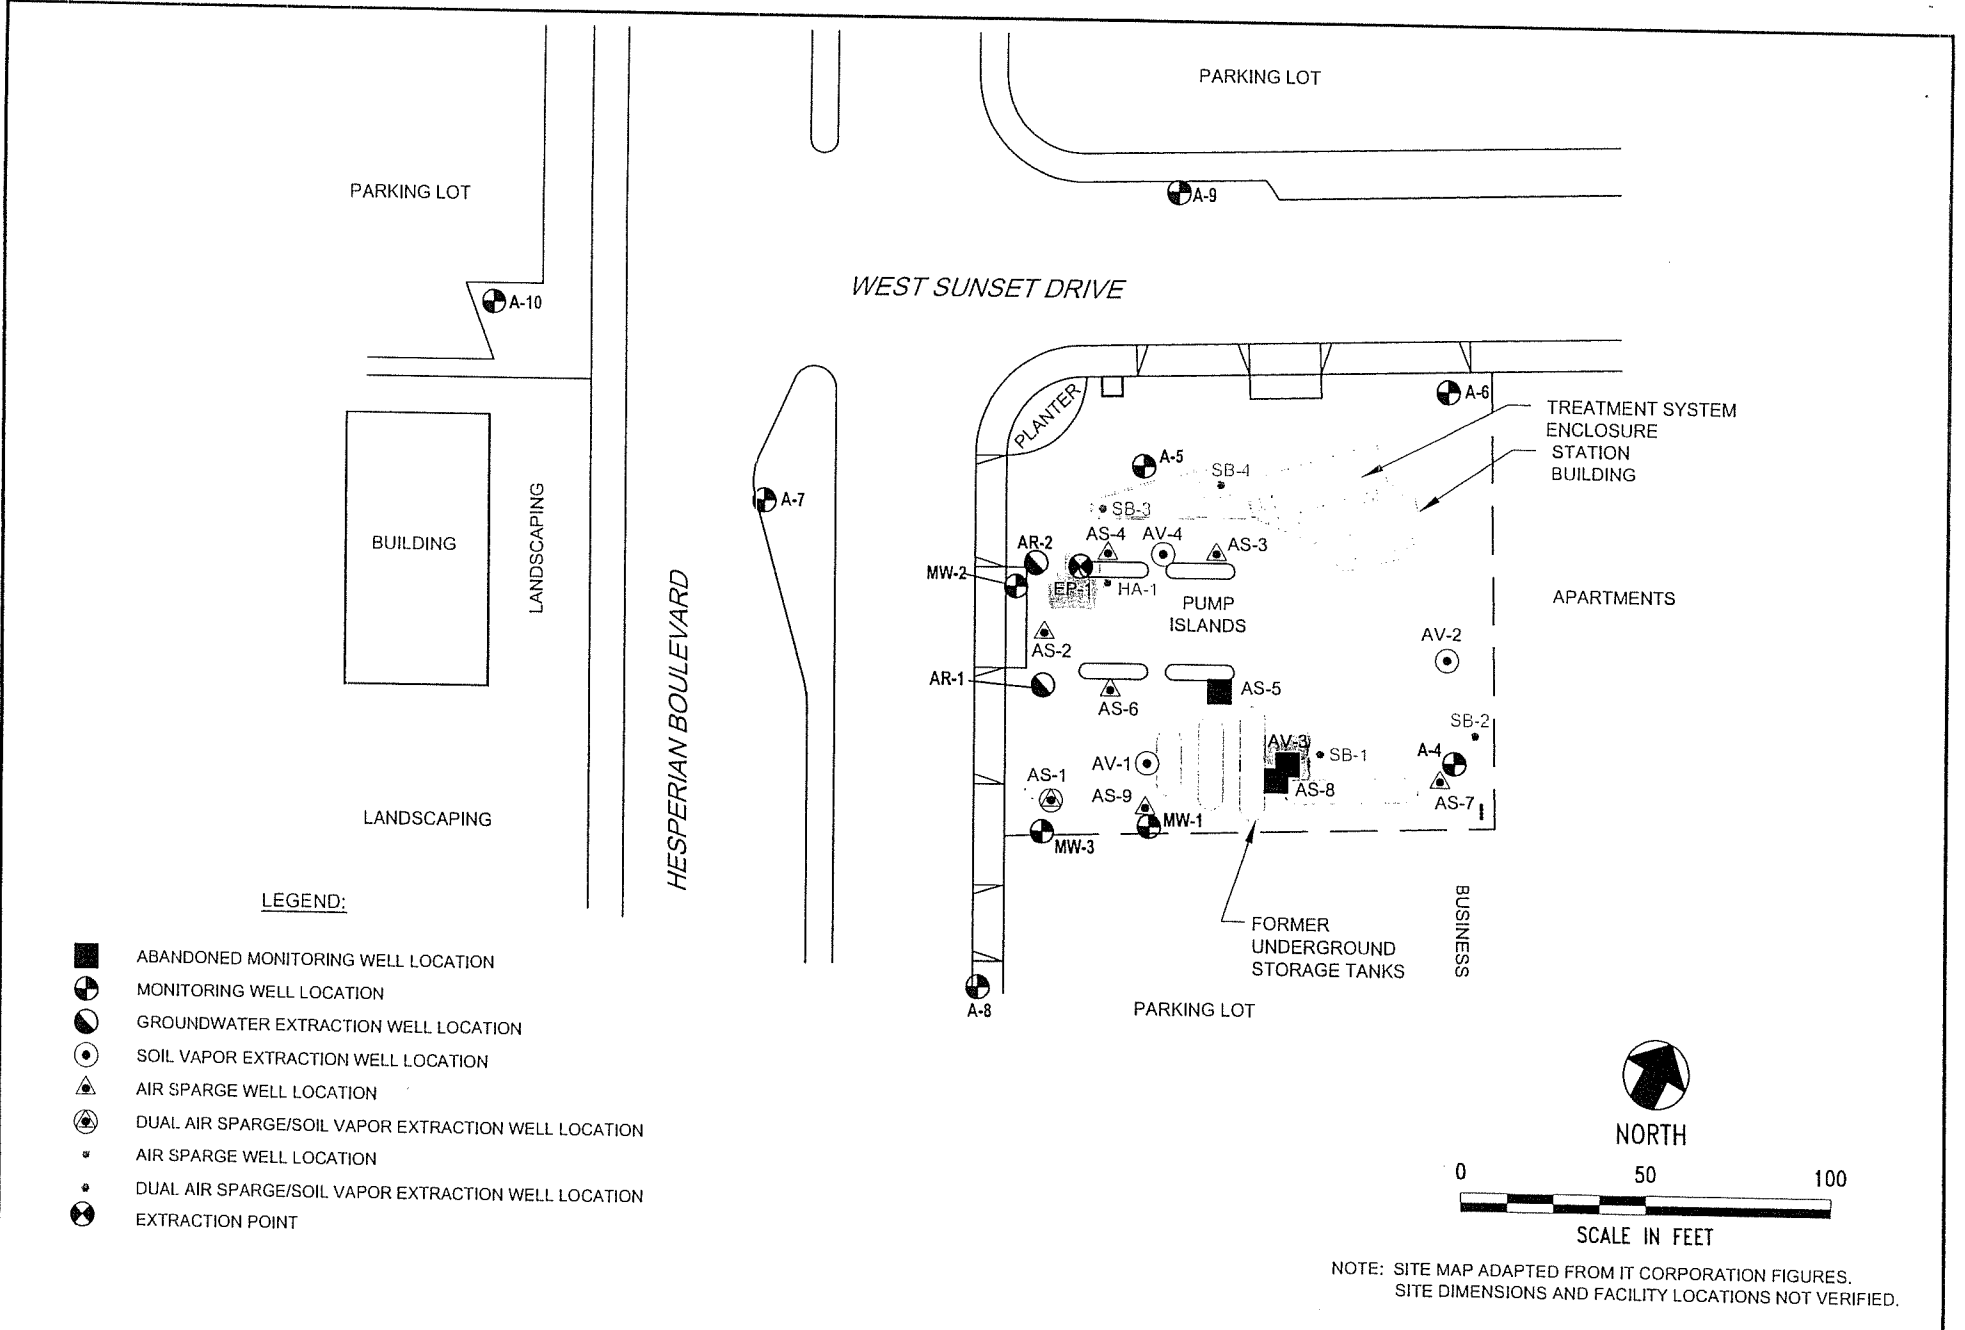 PARKING LOT
PARKING LOT
A-9
WEST SUNSET DRIVE
A-10
PLANTER
A-6
TREATMENT SYSTEM
ENCLOSURE
STATION
BUILDING
A-5
SB-4
A-7
SB-3
LANDSCAPING
BUILDING
AR-2
AS-4
AV-4
AS-3
MW-2
EP-1
HA-1
PUMP
ISLANDS
APARTMENTS
HESPERIAN BOULEVARD
AS-2
AV-2
AR-1
AS-5
AS-6
SB-2
AV-3
SB-1
A-4
AV-1
AS-1
AS-9
AS-8
AS-7
MW-1
MW-3
LANDSCAPING
BUSINESS
FORMER
UNDERGROUND
STORAGE TANKS
A-8
PARKING LOT
LEGEND:
ABANDONED MONITORING WELL LOCATION
MONITORING WELL LOCATION
GROUNDWATER EXTRACTION WELL LOCATION
SOIL VAPOR EXTRACTION WELL LOCATION
AIR SPARGE WELL LOCATION
DUAL AIR SPARGE/SOIL VAPOR EXTRACTION WELL LOCATION
AIR SPARGE WELL LOCATION
DUAL AIR SPARGE/SOIL VAPOR EXTRACTION WELL LOCATION
EXTRACTION POINT
NORTH
0 50 100
SCALE IN FEET
NOTE: SITE MAP ADAPTED FROM IT CORPORATION FIGURES.
SITE DIMENSIONS AND FACILITY LOCATIONS NOT VERIFIED.